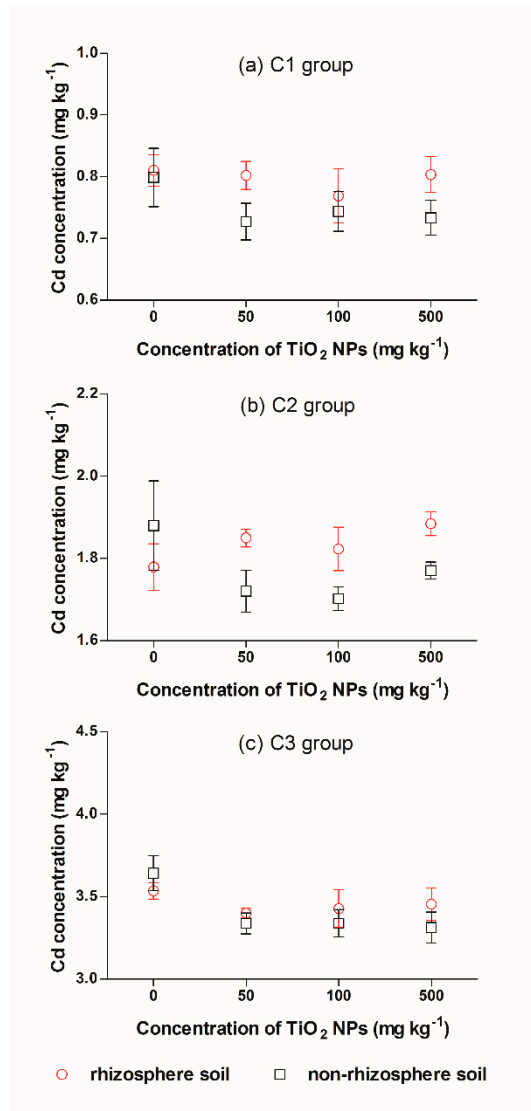 (a) C1 group
Cd concentration (mg kg⁻¹)
1.0
0.9
0.8
0.7
0.6
0 50 100 500
Concentration of TiO₂ NPs (mg kg⁻¹)
(b) C2 group
Cd concentration (mg kg⁻¹)
2.2
2.0
1.8
1.6
0 50 100 500
Concentration of TiO₂ NPs (mg kg⁻¹)
(c) C3 group
Cd concentration (mg kg⁻¹)
4.5
4.0
3.5
3.0
0 50 100 500
Concentration of TiO₂ NPs (mg kg⁻¹)
rhizosphere soil non-rhizosphere soil